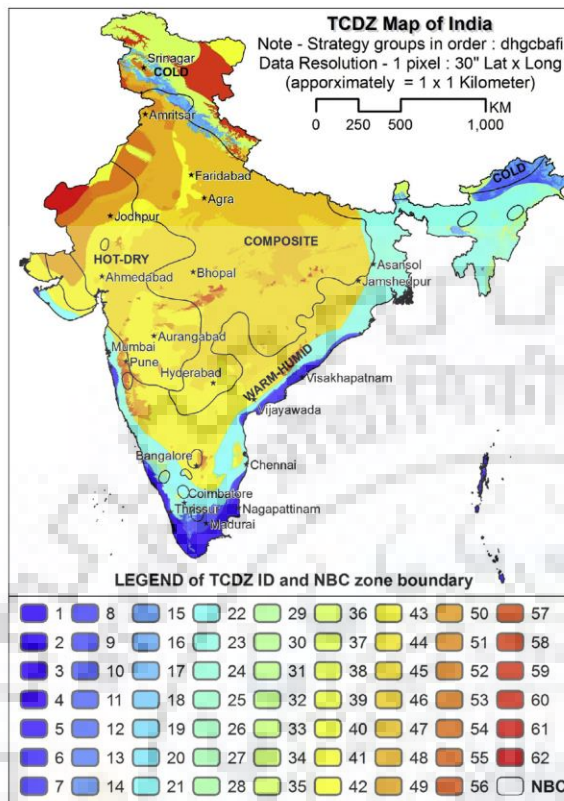 TCDZ Map of India
Note - Strategy groups in order : dhgcbafi
Data Resolution - 1 pixel : 30" Lat x Long
(apporximately = 1 x 1 Kilometer)
KM
0 250 500 1,000
Srinagar
COLD
Amritsar
COLD
Faridabad
Agra
Jodhpur
COMPOSITE
HOT-DRY
Ahmedabad
Bhopal
Asansol
Jamshedpur
Aurangabad
Mumbai
Pune
Hyderabad
WARM-HUMID
Visakhapatnam
Vijayawada
Bangalore
Chennai
Coimbatore
Thrissur
Nagapattinam
Madurai
LEGEND of TCDZ ID and NBC zone boundary
1 8 15 22 29 36 43 50 57
2 9 16 23 30 37 44 51 58
3 10 17 24 31 38 45 52 59
4 11 18 25 32 39 46 53 60
5 12 19 26 33 40 47 54 61
6 13 20 27 34 41 48 55 62
7 14 21 28 35 42 49 56 NBC